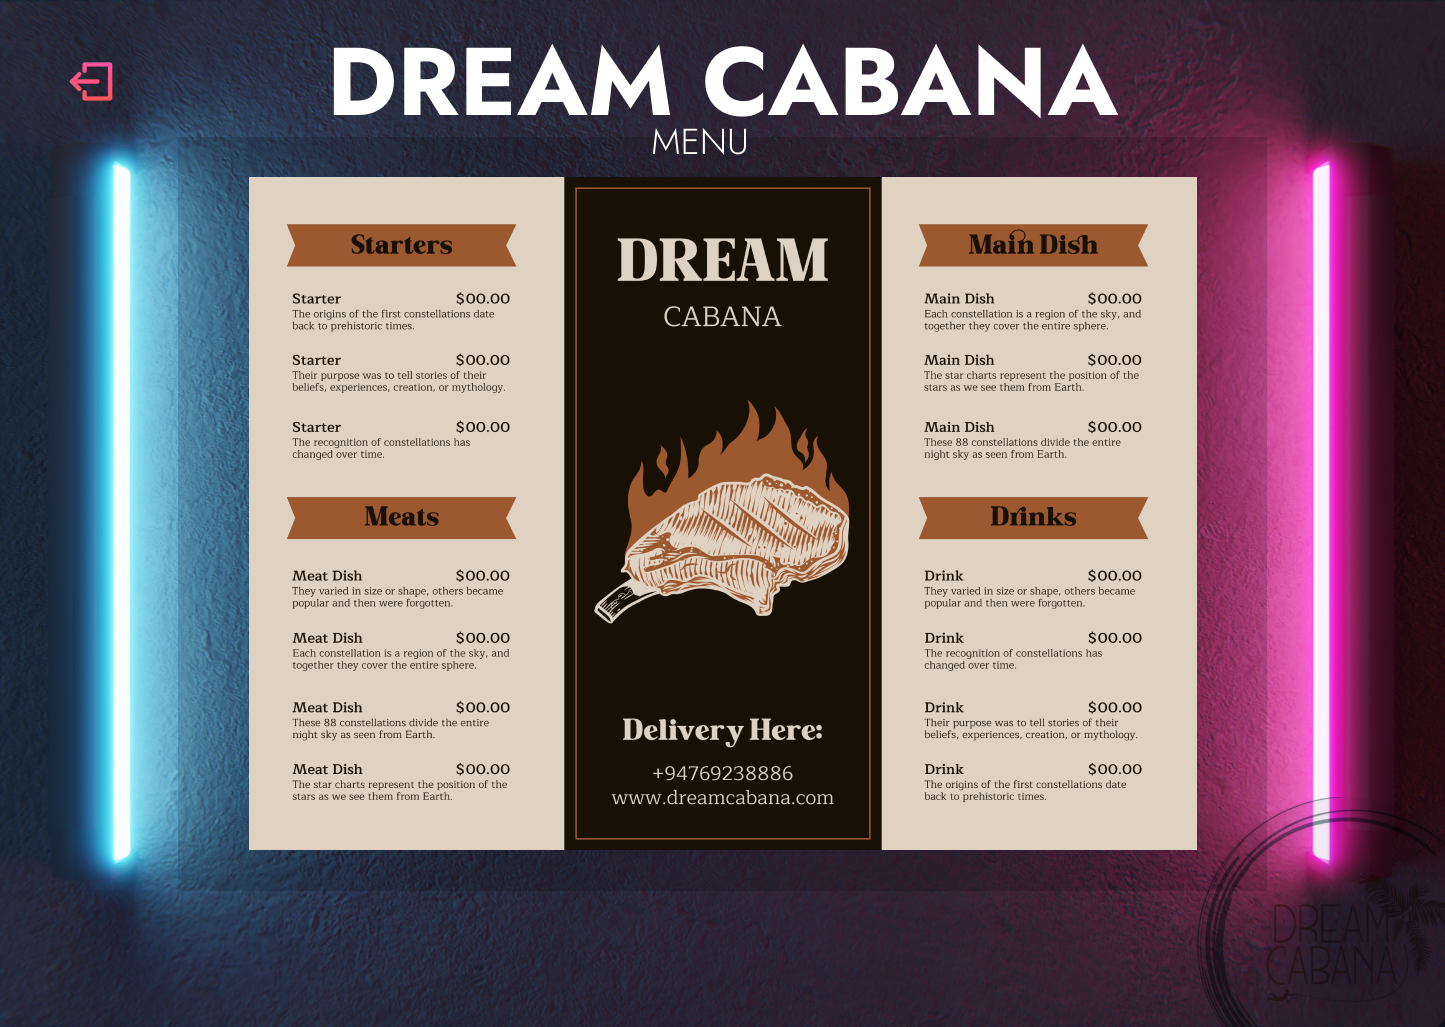 DREAM CABANA
MENU
Starters
Starter $00.00
The origins of the first constellations date
back to prehistoric times.
Starter $00.00
Their purpose was to tell stories of their
beliefs, experiences, creation, or mythology.
Starter $00.00
The recognition of constellations has
changed over time.
Meats
Meat Dish $00.00
They varied in size or shape, others became
popular and then were forgotten.
Meat Dish $00.00
Each constellation is a region of the sky, and
together they cover the entire sphere.
Meat Dish $00.00
These 88 constellations divide the entire
night sky as seen from Earth.
Meat Dish $00.00
The star charts represent the position of the
stars as we see them from Earth.
DREAM
CABANA
Delivery Here:
+94769238886
www.dreamcabana.com
Main Dish
Main Dish $00.00
Each constellation is a region of the sky, and
together they cover the entire sphere.
Main Dish $00.00
The star charts represent the position of the
stars as we see them from Earth.
Main Dish $00.00
These 88 constellations divide the entire
night sky as seen from Earth.
Drinks
Drink $00.00
They varied in size or shape, others became
popular and then were forgotten.
Drink $00.00
The recognition of constellations has
changed over time.
Drink $00.00
Their purpose was to tell stories of their
beliefs, experiences, creation, or mythology.
Drink $00.00
The origins of the first constellations date
back to prehistoric times.
DREAM
CABANA